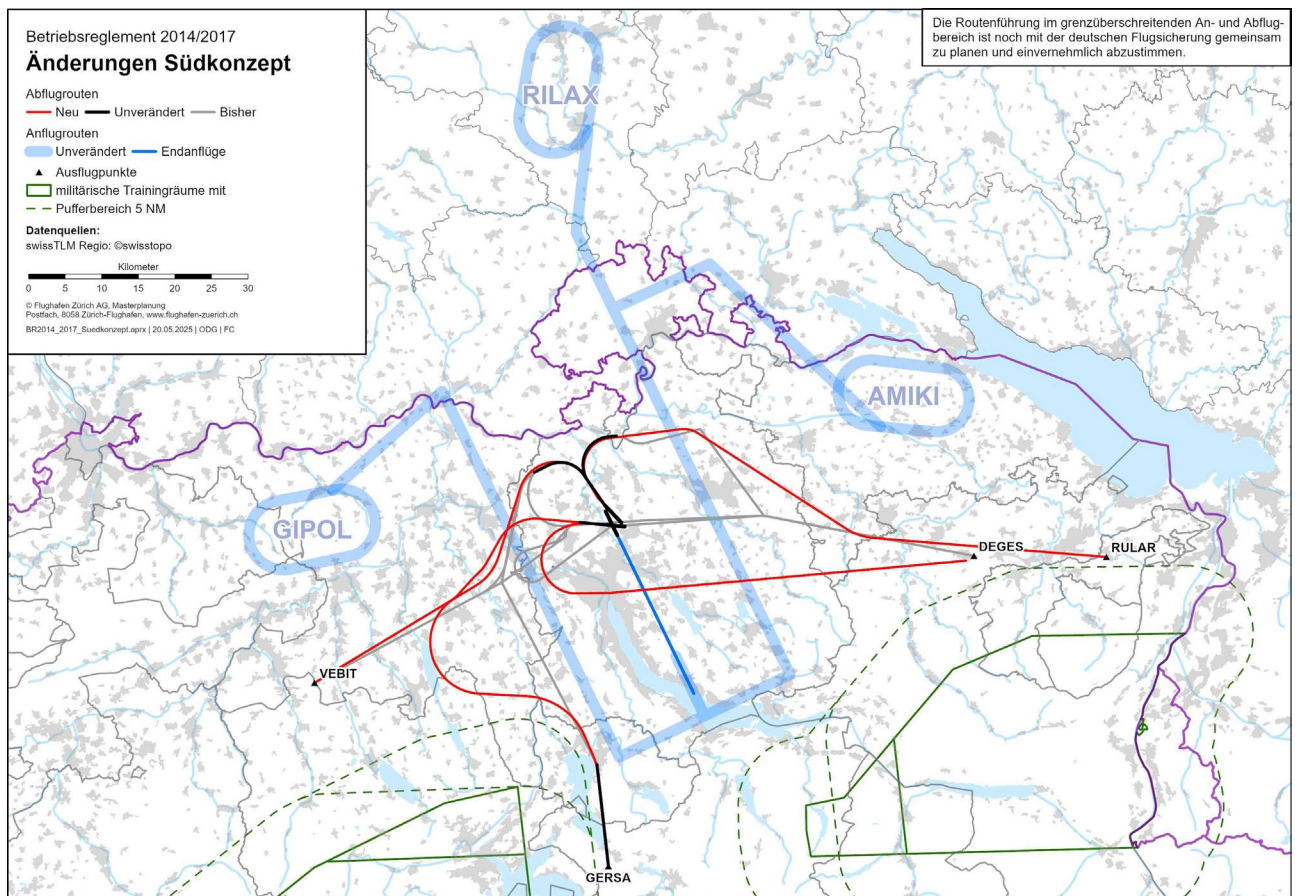 Betriebsreglement 2014/2017
Änderungen Südkonzept
Abflugrouten
Neu Unverändert Bisher
Anflugrouten
Unverändert Endanflüge
Ausflugpunkte
militärische Trainingräume mit
Pufferbereich 5 NM
Datenquellen:
swissTLM Regio: ©swisstopo
Kilometer
0 5 10 15 20 25 30
© Flughafen Zürich AG, Masterplanung
Postfach, 8058 Zürich-Flughafen, www.flughafen-zuerich.ch
BR2014_2017_Suedkonzept.aprx | 20.05.2025 | ODG | FC
Die Routenführung im grenzüberschreitenden An- und Abflug-
bereich ist noch mit der deutschen Flugsicherung gemeinsam
zu planen und einvernehmlich abzustimmen.
RILAX
AMIKI
GIPOL
DEGES
RULAR
VEBIT
GERSA